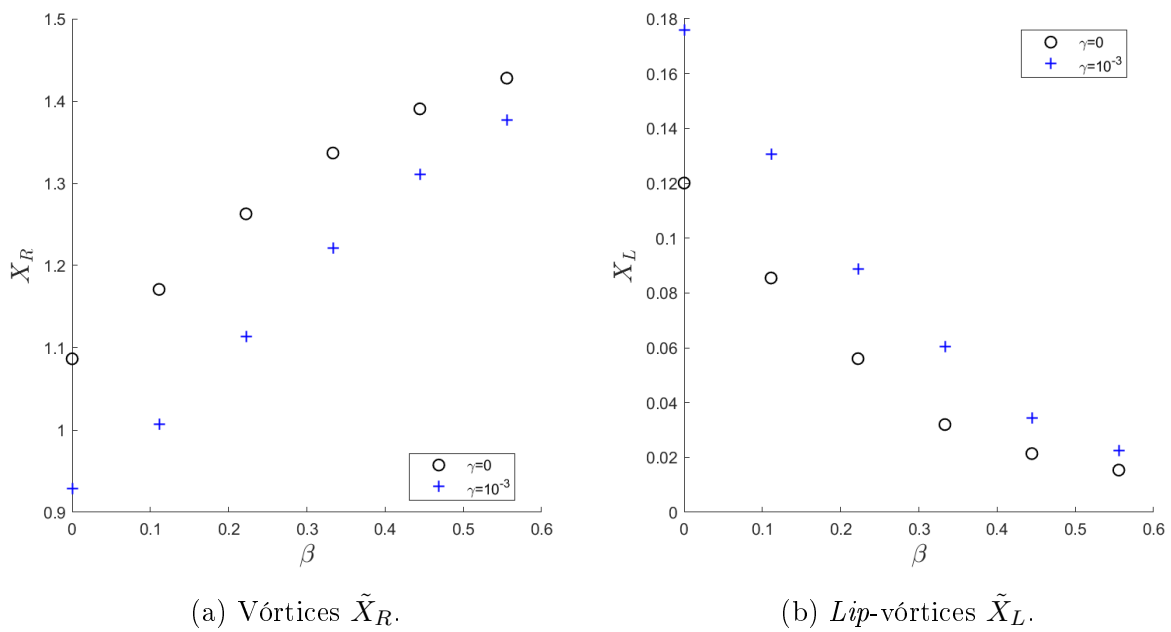 1.5
1.4
1.3
1.2
1.1
1
0.9
X_R
0 0.1 0.2 0.3 0.4 0.5 0.6
β
γ=0
γ=10⁻³
(a) Vórtices X̃_R.
0.18
0.16
0.14
0.12
0.1
0.08
0.06
0.04
0.02
0
X_L
0 0.1 0.2 0.3 0.4 0.5 0.6
β
γ=0
γ=10⁻³
(b) Lip-vórtices X̃_L.